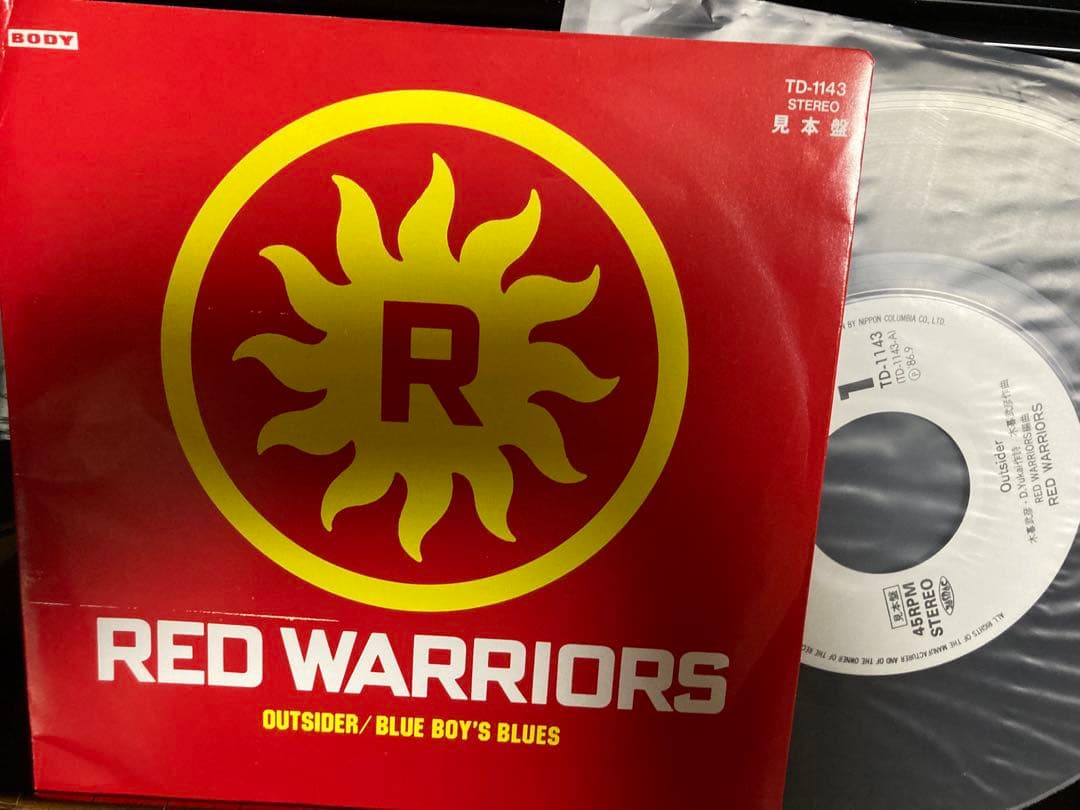 BODY
TD-1143
STEREO
見本盤
R
RED WARRIORS
OUTSIDER/BLUE BOY'S BLUES
BY NIPPON COLUMBIA CO., LTD.
1
TD-1143
(TD-1143-A)
Ⓟ 86.9
Outsider
木暮武彦・D.Yukai作詩 木暮武彦作曲
RED WARRIORS編曲
RED WARRIORS
見本盤
45RPM
STEREO
ALL RIGHTS OF THE MANUFACTURER AND OF THE OWNER OF THE